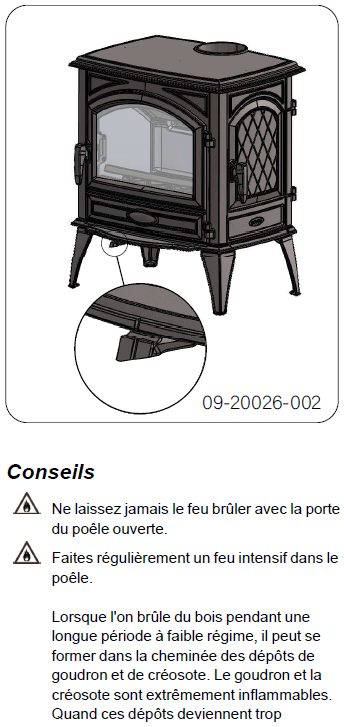 09-20026-002
Conseils
Ne laissez jamais le feu brûler avec la porte
du poêle ouverte.
Faites régulièrement un feu intensif dans le
poêle.
Lorsque l'on brûle du bois pendant une
longue période à faible régime, il peut se
former dans la cheminée des dépôts de
goudron et de créosote. Le goudron et la
créosote sont extrêmement inflammables.
Quand ces dépôts deviennent trop